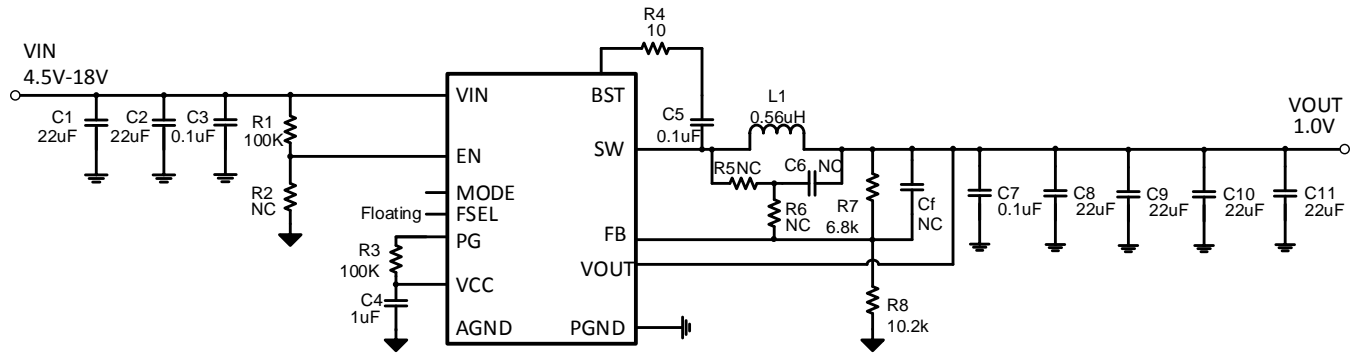 R4
10
VIN
4.5V-18V
C1
22uF
C2
22uF
C3
0.1uF
R1
100K
R2
NC
VIN
BST
EN
SW
MODE
Floating
FSEL
PG
FB
VOUT
VCC
AGND
PGND
R3
100K
C4
1uF
C5
0.1uF
L1
0.56uH
R5NC
C6 NC
R6
NC
R7
6.8k
Cf
NC
R8
10.2k
VOUT
1.0V
C7
0.1uF
C8
22uF
C9
22uF
C10
22uF
C11
22uF